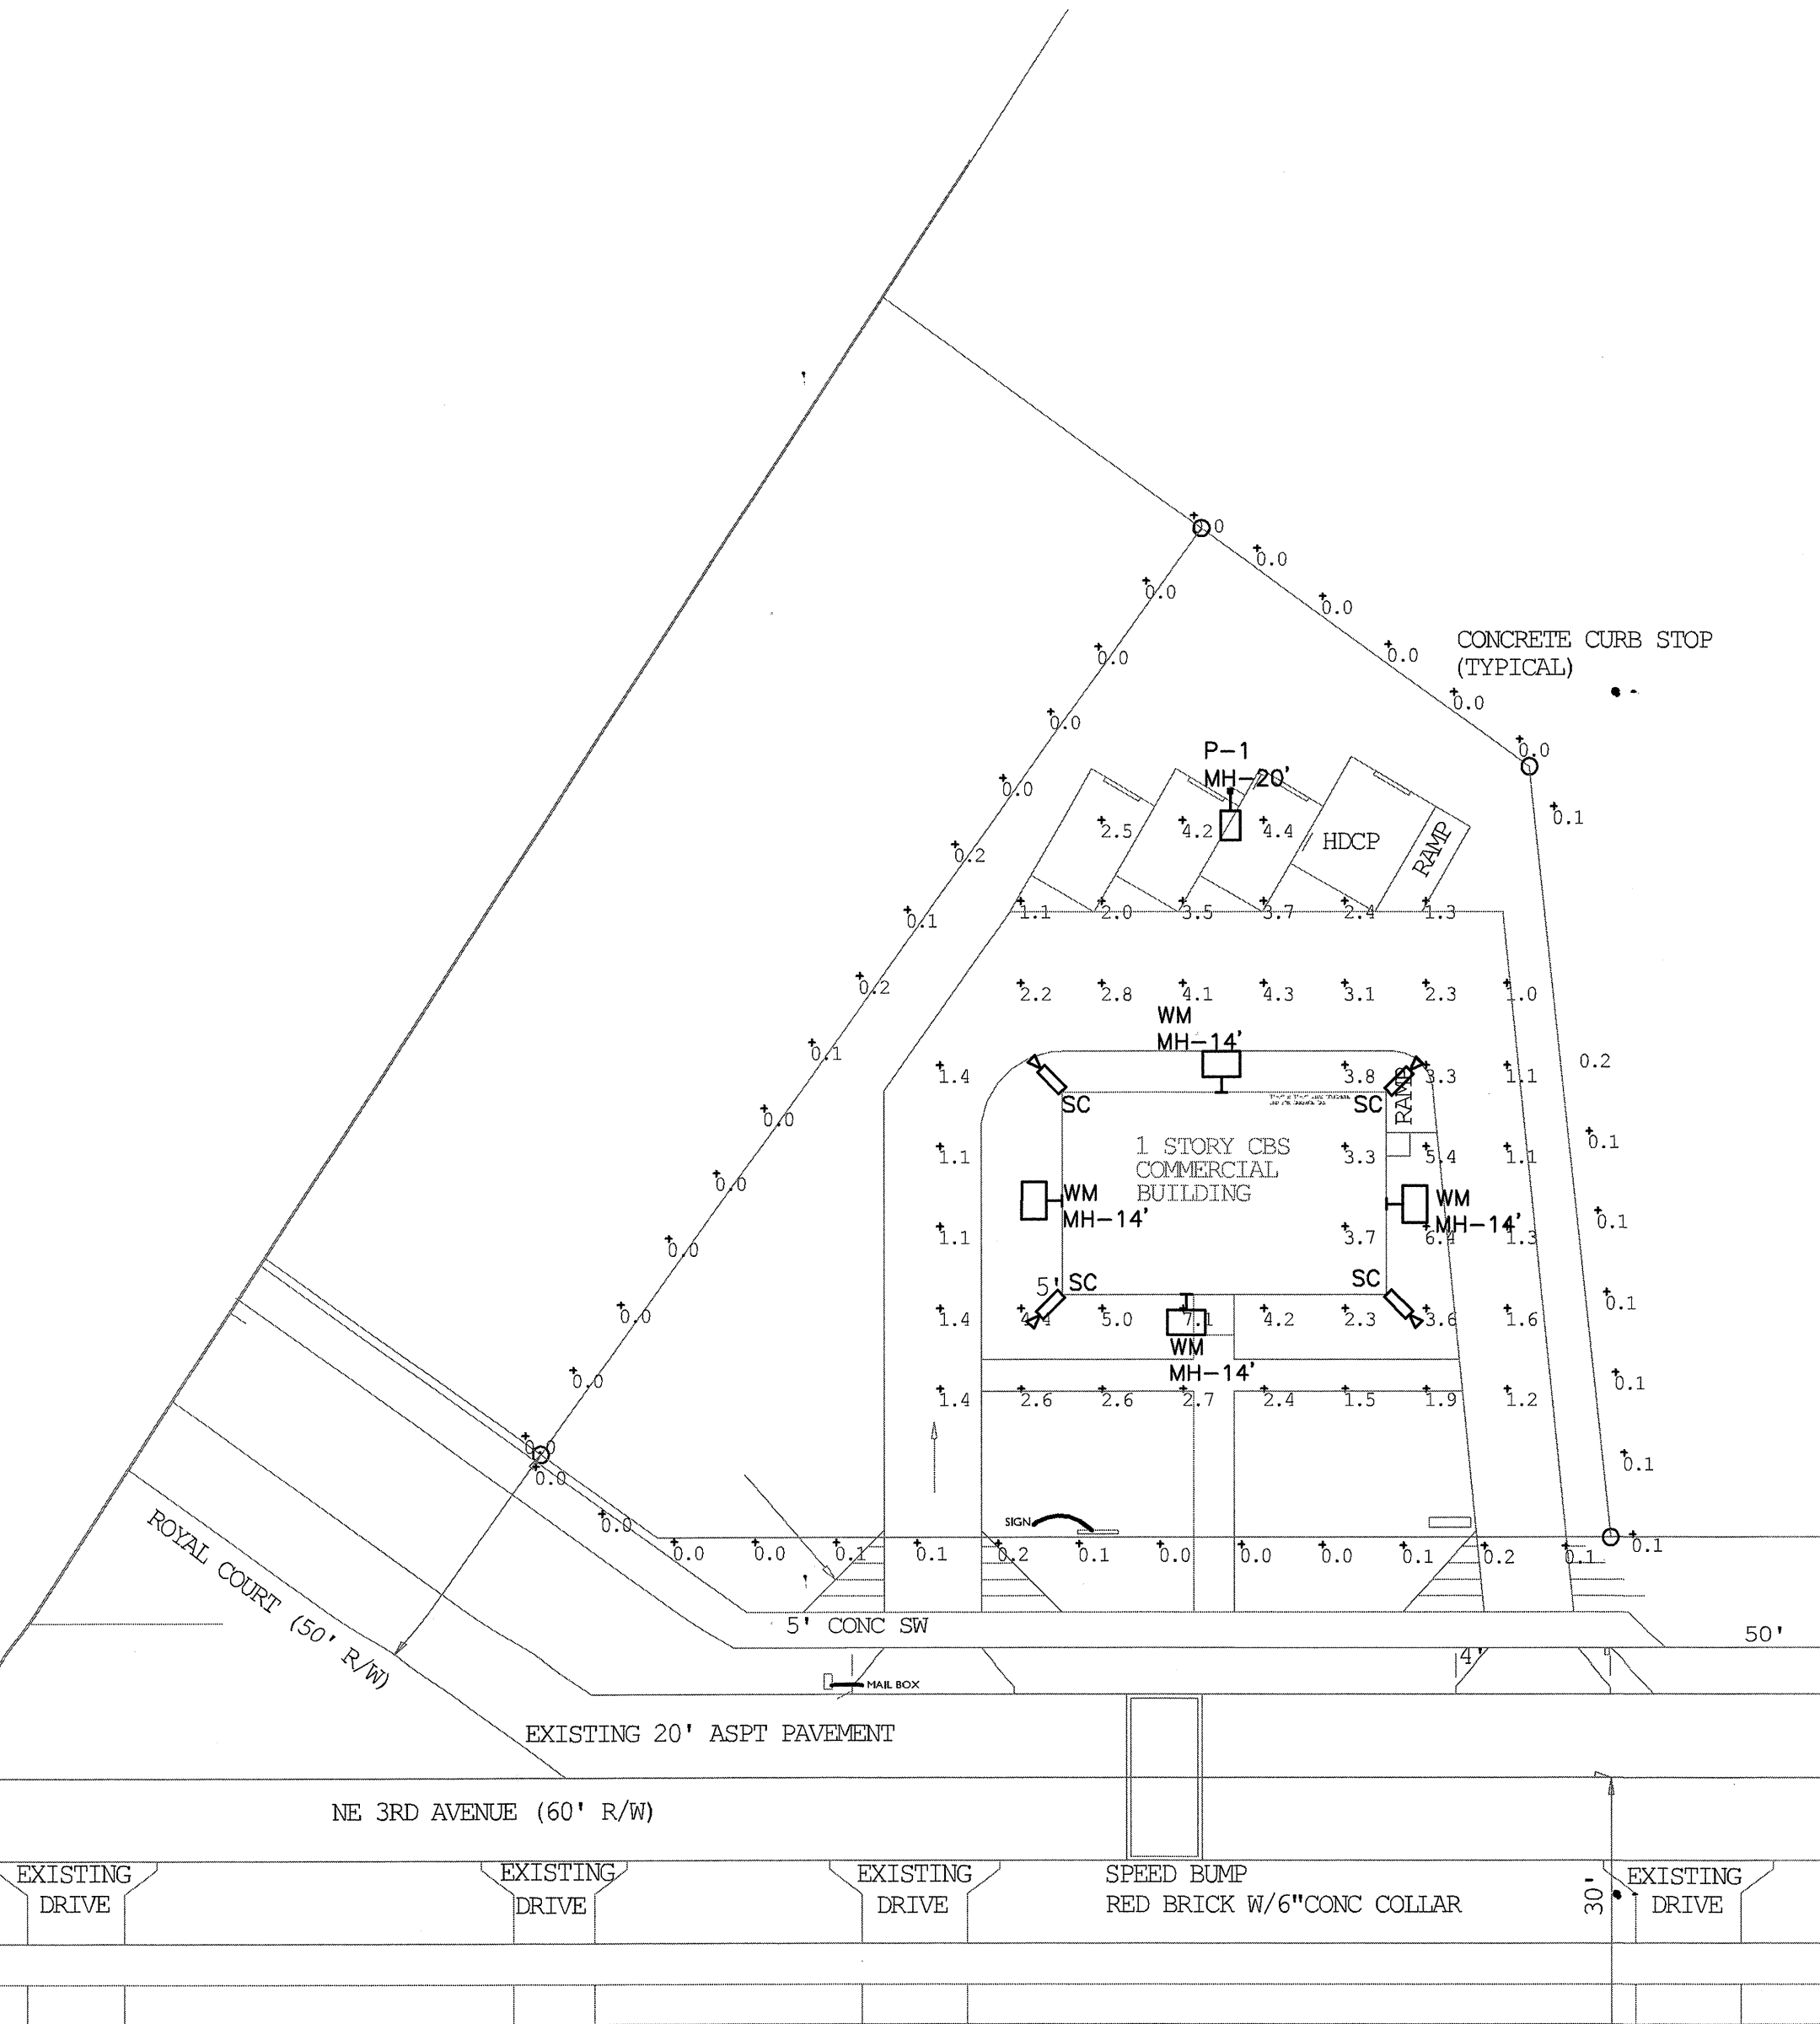 0.0
0.0
0.0
0.0
0.0
CONCRETE CURB STOP
(TYPICAL)
0.0
0.0
0.0
0.0
P-1
MH-20'
0.0
0.1
2.5 4.2 4.4
HDCP
RAMP
0.2
0.1
1.1 2.0 3.5 3.7 2.4 1.3
0.2
2.2 2.8 4.1 4.3 3.1 2.3 1.0
WM
MH-14'
0.1
0.2
1.4 3.8 3.3 1.1
SC
SC
RAMP
0.0
1 STORY CBS
COMMERCIAL
BUILDING
0.1
1.1 3.3 5.4 1.1
0.0
WM
MH-14'
WM
MH-14'
0.1
1.1 3.7 6.4 1.3
0.0
5'
SC
SC
0.1
0.0
1.4 4.4 5.0 7.1 4.2 2.3 3.6 1.6
WM
MH-14'
0.0
0.1
1.4 2.6 2.6 2.7 2.4 1.5 1.9 1.2
0.0
0.0
0.1
0.0
SIGN
0.0 0.0 0.1 0.1 0.2 0.1 0.0 0.0 0.0 0.1 0.2 0.1 0.1
ROYAL COURT (50' R/W)
5' CONC SW
50'
4'
MAIL BOX
EXISTING 20' ASPT PAVEMENT
NE 3RD AVENUE (60' R/W)
EXISTING
DRIVE
EXISTING
DRIVE
EXISTING
DRIVE
SPEED BUMP
RED BRICK W/6"CONC COLLAR
30'
EXISTING
DRIVE